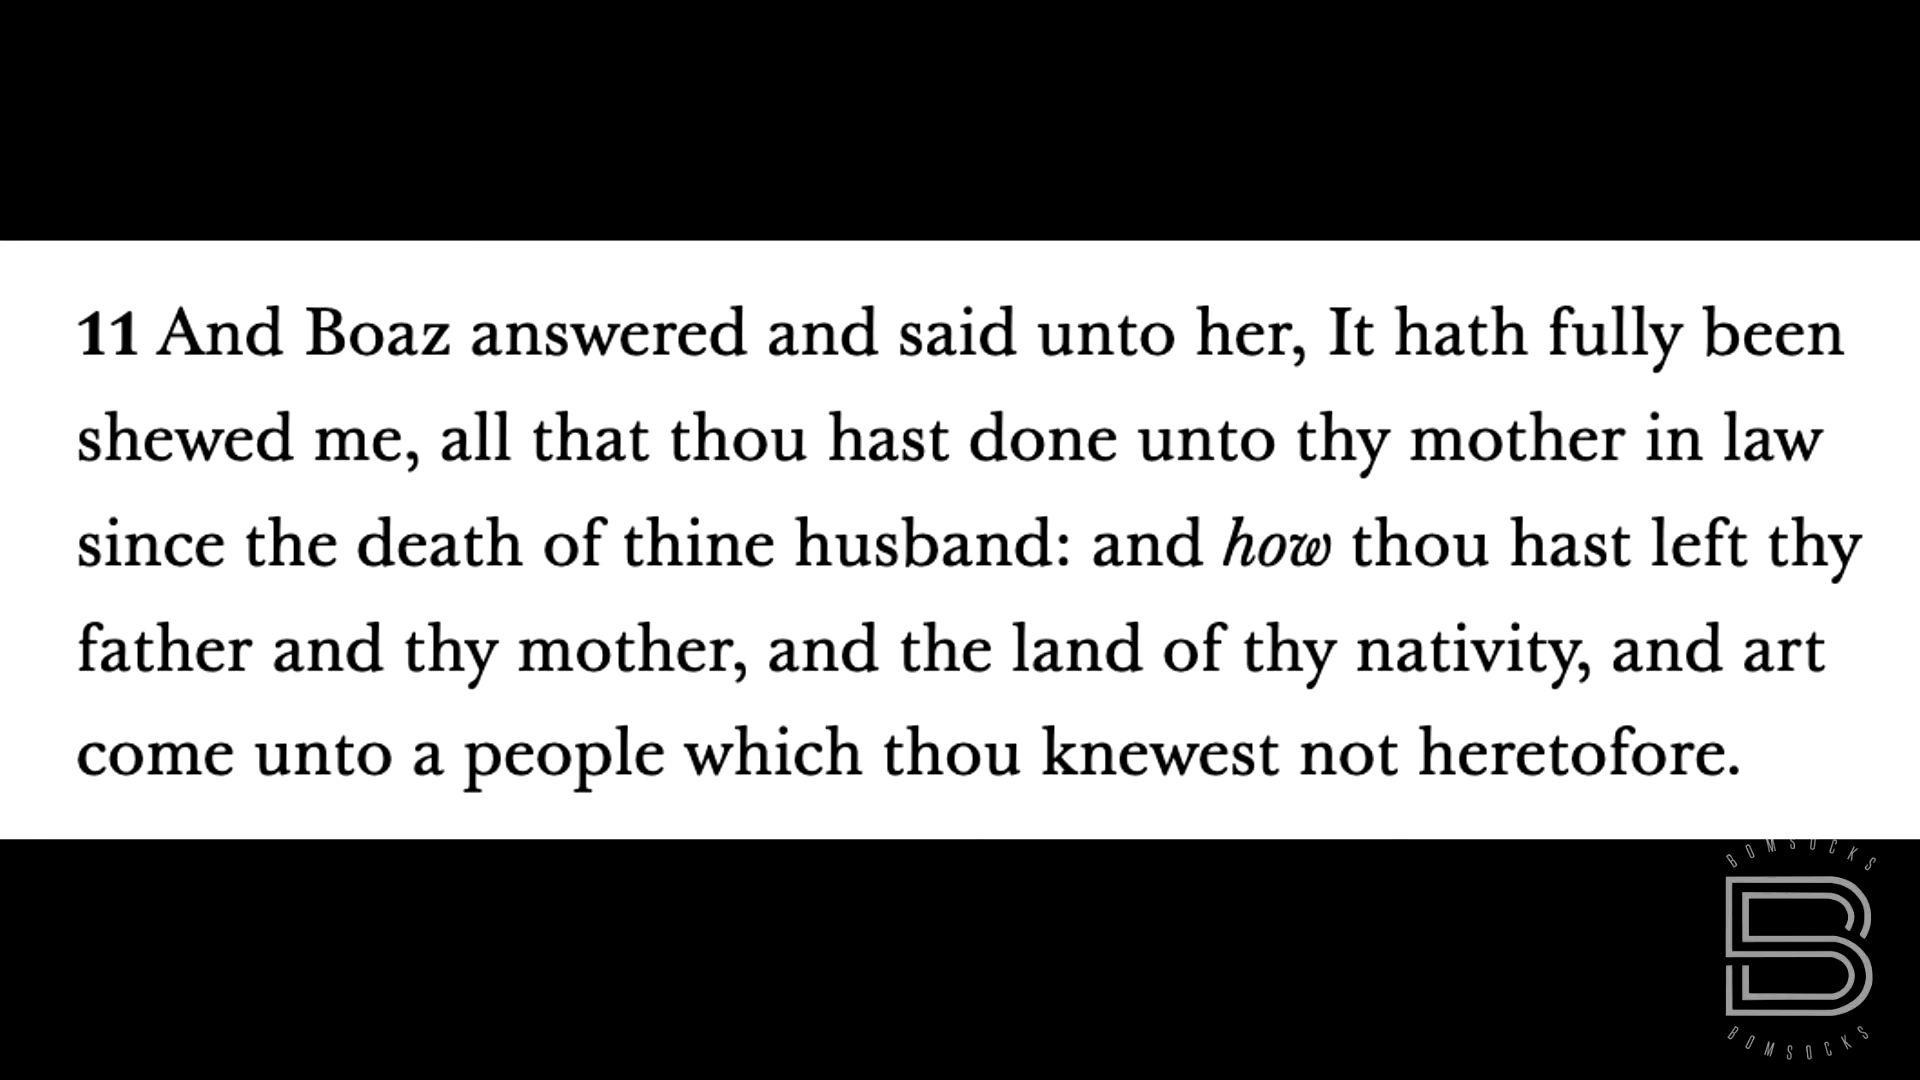 11 And Boaz answered and said unto her, It hath fully been
shewed me, all that thou hast done unto thy mother in law
since the death of thine husband: and how thou hast left thy
father and thy mother, and the land of thy nativity, and art
come unto a people which thou knewest not heretofore.
BOMSOCKS
B
BOMSOCKS